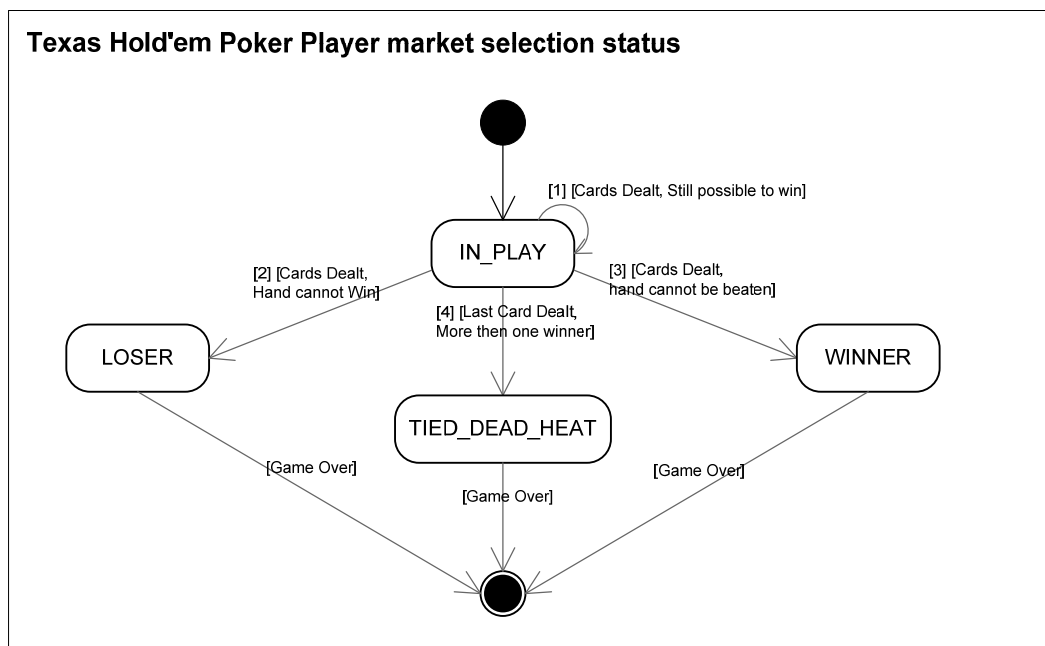 Texas Hold'em Poker Player market selection status
[1] [Cards Dealt, Still possible to win]
IN_PLAY
[2] [Cards Dealt,
Hand cannot Win]
[3] [Cards Dealt,
hand cannot be beaten]
[4] [Last Card Dealt,
More then one winner]
LOSER
WINNER
TIED_DEAD_HEAT
[Game Over]
[Game Over]
[Game Over]